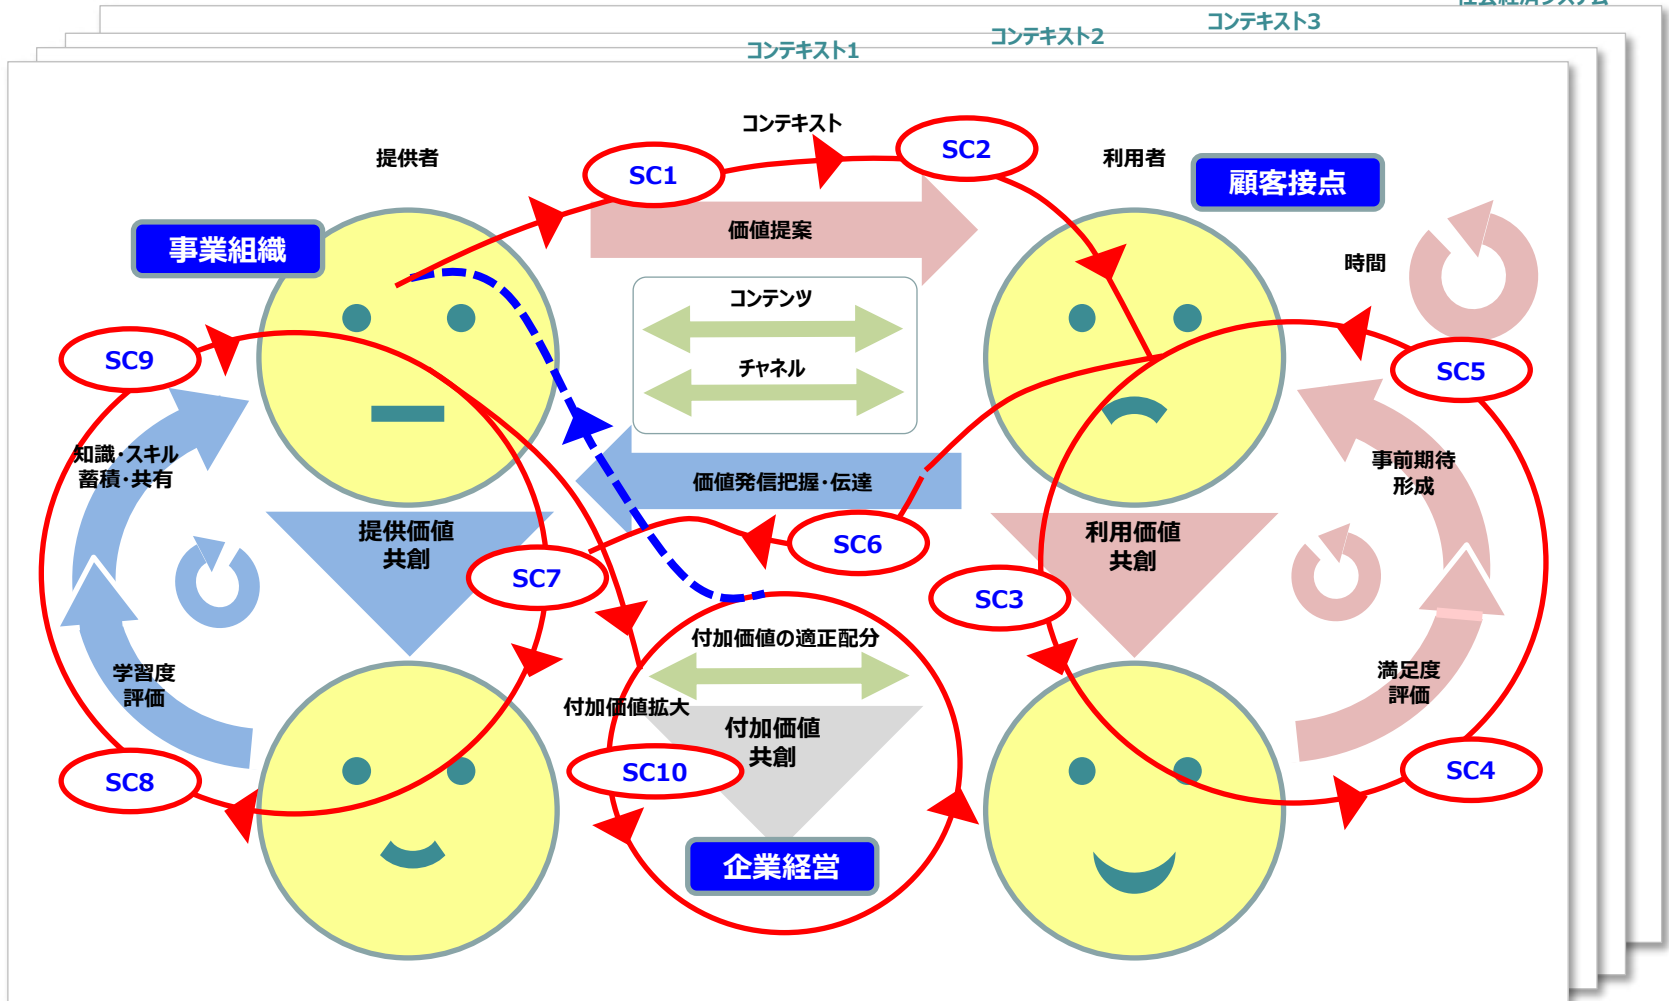 社会経済システム
コンテキスト3
コンテキスト2
コンテキスト1
コンテキスト
提供者
SC1
SC2
利用者
顧客接点
事業組織
価値提案
時間
コンテンツ
チャネル
SC9
SC5
知識・スキル
蓄積・共有
価値発信把握・伝達
事前期待
形成
提供価値
共創
SC7
SC6
利用価値
共創
SC3
付加価値の適正配分
学習度
評価
付加価値拡大
付加価値
共創
満足度
評価
SC8
SC10
SC4
企業経営